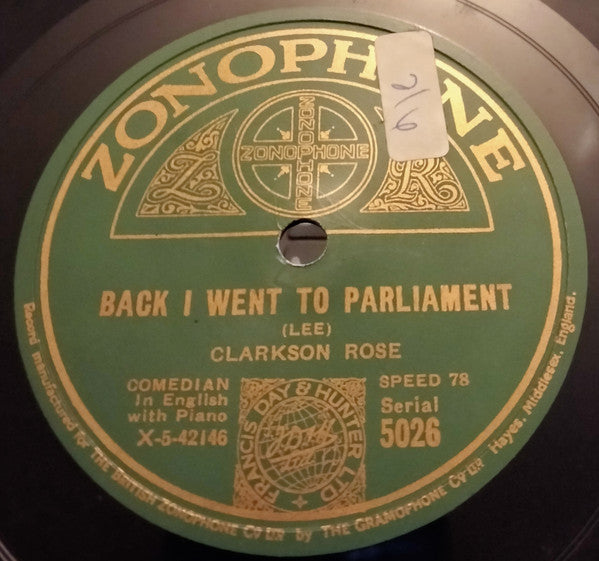 ZONOPHONE
2/6
Z
ZONOPHONE
ZONOPHONE
R
BACK I WENT TO PARLIAMENT
(LEE)
CLARKSON ROSE
COMEDIAN
In English
with Piano
X-5-42146
SPEED 78
Serial
5026
FRANCIS DAY & HUNTER LTD
Record manufactured for THE BRITISH ZONOPHONE Co LTD by THE GRAMOPHONE Co LTD Hayes, Middlesex, England.